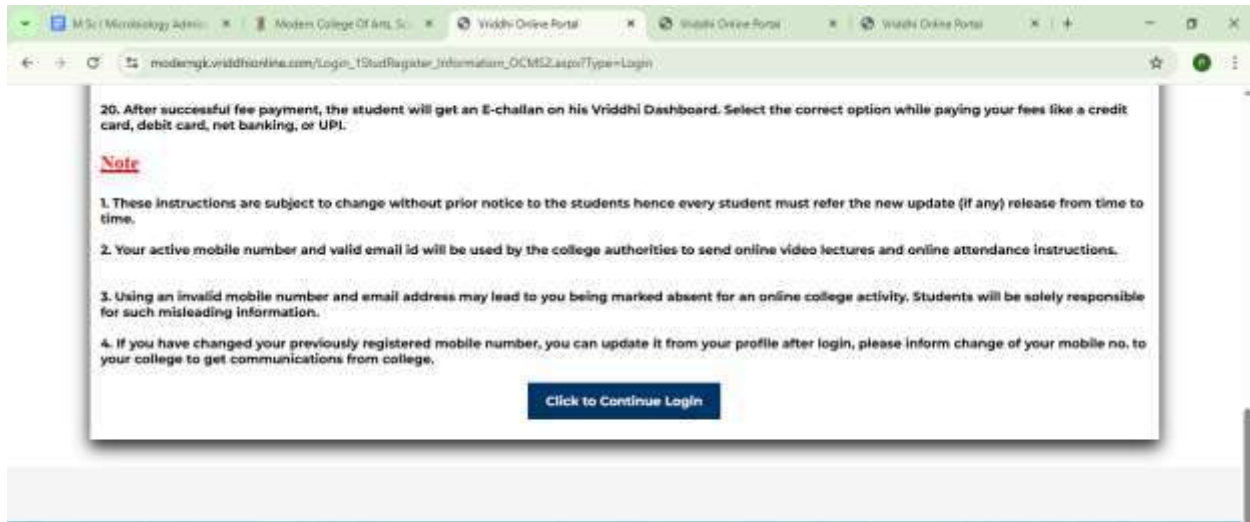 M.Sc I Microbiology Admis
Modern College Of Arts, Sc
Vriddhi Online Portal
Vriddhi Online Portal
Vriddhi Online Portal
moderngk.vriddhionline.com/Login_1StudRegister_Information_OCMS2.aspx?Type=Login
20. After successful fee payment, the student will get an E-challan on his Vriddhi Dashboard. Select the correct option while paying your fees like a credit
card, debit card, net banking, or UPI.
Note
1. These instructions are subject to change without prior notice to the students hence every student must refer the new update (if any) release from time to
time.
2. Your active mobile number and valid email id will be used by the college authorities to send online video lectures and online attendance instructions.
3. Using an invalid mobile number and email address may lead to you being marked absent for an online college activity. Students will be solely responsible
for such misleading information.
4. If you have changed your previously registered mobile number, you can update it from your profile after login, please inform change of your mobile no. to
your college to get communications from college.
Click to Continue Login